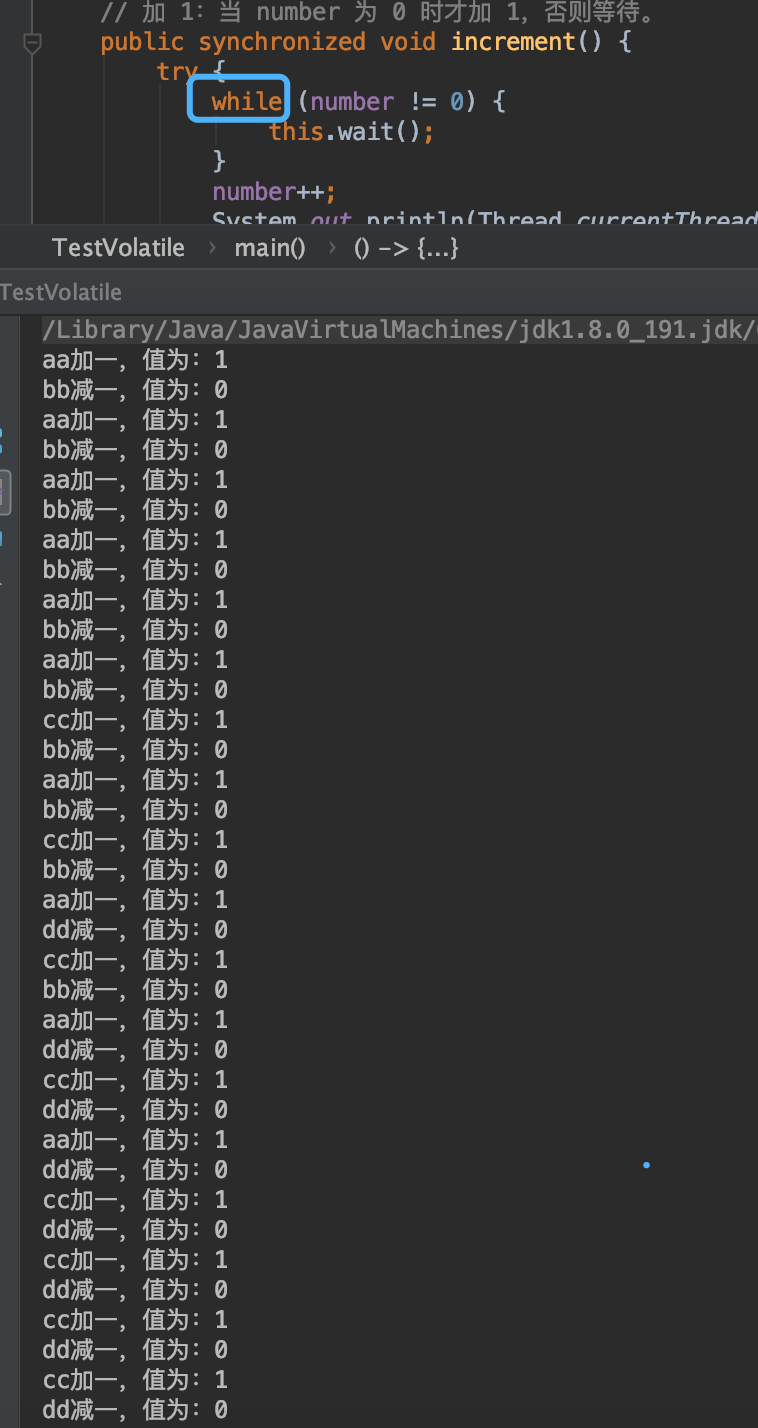 // 加 1：当 number 为 0 时才加 1，否则等待。
public synchronized void increment() {
try {
while (number != 0) {
this.wait();
}
number++;
System.out.println(Thread.currentThread
TestVolatile › main() › () -> {...}
TestVolatile
/Library/Java/JavaVirtualMachines/jdk1.8.0_191.jdk/
aa加一，值为：1
bb减一，值为：0
aa加一，值为：1
bb减一，值为：0
aa加一，值为：1
bb减一，值为：0
aa加一，值为：1
bb减一，值为：0
aa加一，值为：1
bb减一，值为：0
aa加一，值为：1
bb减一，值为：0
cc加一，值为：1
bb减一，值为：0
aa加一，值为：1
bb减一，值为：0
cc加一，值为：1
bb减一，值为：0
aa加一，值为：1
dd减一，值为：0
cc加一，值为：1
bb减一，值为：0
aa加一，值为：1
dd减一，值为：0
cc加一，值为：1
dd减一，值为：0
aa加一，值为：1
dd减一，值为：0
cc加一，值为：1
dd减一，值为：0
cc加一，值为：1
dd减一，值为：0
cc加一，值为：1
dd减一，值为：0
cc加一，值为：1
dd减一，值为：0